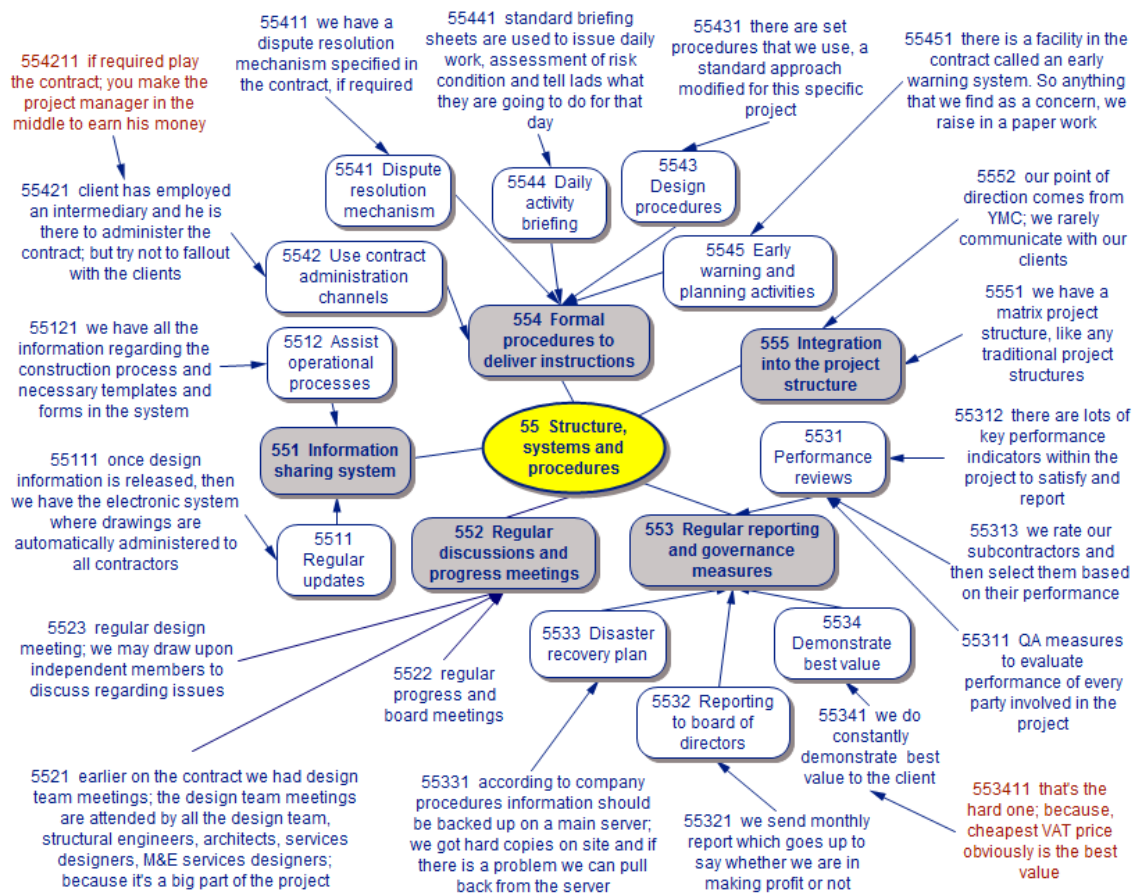 55411 we have a
dispute resolution
mechanism specified in
the contract, if required
55441 standard briefing
sheets are used to issue daily
work, assessment of risk
condition and tell lads what
they are going to do for that
day
55431 there are set
procedures that we use, a
standard approach
modified for this specific
project
55451 there is a facility in the
contract called an early
warning system. So anything
that we find as a concern, we
raise in a paper work
554211 if required play
the contract; you make the
project manager in the
middle to earn his money
5541 Dispute
resolution
mechanism
5544 Daily
activity
briefing
5543
Design
procedures
5552 our point of
direction comes from
YMC; we rarely
communicate with our
clients
55421 client has employed
an intermediary and he is
there to administer the
contract; but try not to fallout
with the clients
5542 Use contract
administration
channels
5545 Early
warning and
planning activities
5551 we have a
matrix project
structure, like any
traditional project
structures
554 Formal
procedures to
deliver instructions
555 Integration
into the project
structure
55121 we have all the
information regarding the
construction process and
necessary templates and
forms in the system
5512 Assist
operational
processes
551 Information
sharing system
55 Structure,
systems and
procedures
5531
Performance
reviews
55312 there are lots of
key performance
indicators within the
project to satisfy and
report
55111 once design
information is released, then
we have the electronic system
where drawings are
automatically administered to
all contractors
5511
Regular
updates
552 Regular
discussions and
progress meetings
553 Regular reporting
and governance
measures
55313 we rate our
subcontractors and
then select them based
on their performance
5523 regular design
meeting; we may draw upon
independent members to
discuss regarding issues
5522 regular
progress and
board meetings
5533 Disaster
recovery plan
5534
Demonstrate
best value
55311 QA measures
to evaluate
performance of every
party involved in the
project
5532 Reporting
to board of
directors
55341 we do
constantly
demonstrate best
value to the client
5521 earlier on the contract we had design
team meetings; the design team meetings
are attended by all the design team,
structural engineers, architects, services
designers, M&E services designers;
because it's a big part of the project
55331 according to company
procedures information should
be backed up on a main server;
we got hard copies on site and if
there is a problem we can pull
back from the server
55321 we send monthly
report which goes up to
say whether we are in
making profit or not
553411 that's the
hard one; because,
cheapest VAT price
obviously is the best
value